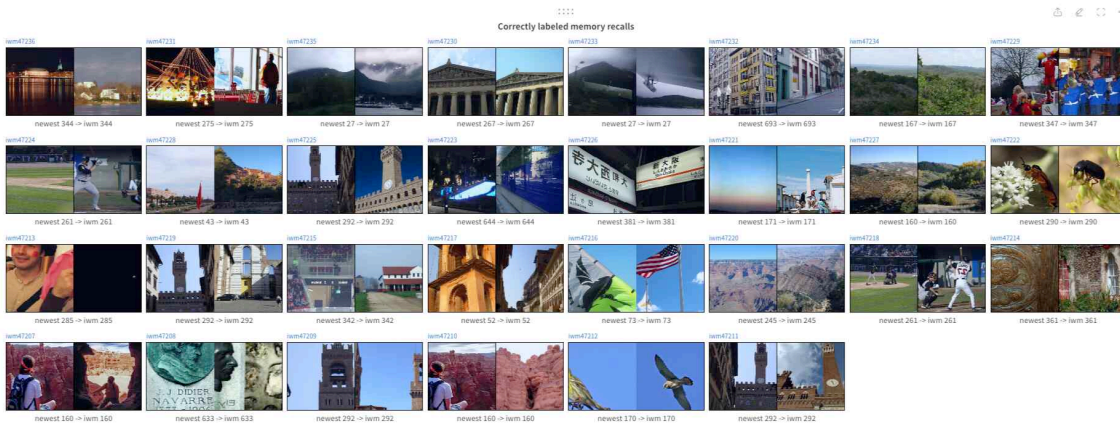 Correctly labeled memory recalls
iwm47236 iwm47231 iwm47235 iwm47230 iwm47233 iwm47232 iwm47234 iwm47229
newest 344 -> iwm 344 newest 275 -> iwm 275 newest 27 -> iwm 27 newest 267 -> iwm 267 newest 27 -> iwm 27 newest 693 -> iwm 693 newest 167 -> iwm 167 newest 347 -> iwm 347
iwm47224 iwm47228 iwm47225 iwm47223 iwm47226 iwm47221 iwm47227 iwm47222
新大阪
newest 261 -> iwm 261 newest 43 -> iwm 43 newest 292 -> iwm 292 newest 644 -> iwm 644 newest 381 -> iwm 381 newest 171 -> iwm 171 newest 160 -> iwm 160 newest 290 -> iwm 290
iwm47213 iwm47219 iwm47215 iwm47217 iwm47216 iwm47220 iwm47218 iwm47214
newest 285 -> iwm 285 newest 292 -> iwm 292 newest 342 -> iwm 342 newest 52 -> iwm 52 newest 73 -> iwm 73 newest 245 -> iwm 245 newest 261 -> iwm 261 newest 361 -> iwm 361
iwm47207 iwm47208 iwm47209 iwm47210 iwm47212 iwm47211
J. J. DIDIER
NAVARRE
newest 160 -> iwm 160 newest 633 -> iwm 633 newest 292 -> iwm 292 newest 160 -> iwm 160 newest 170 -> iwm 170 newest 292 -> iwm 292